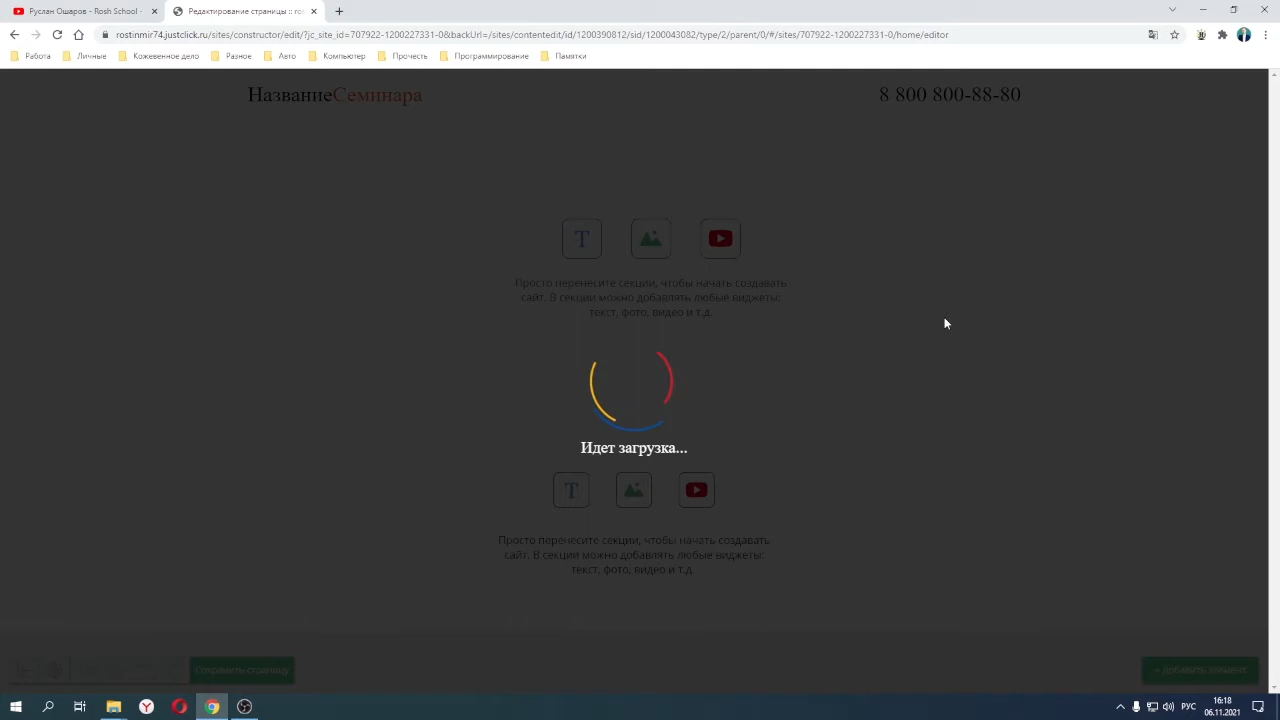 Руслан Ошаров - Rosh School -
Редактирование страницы :: ros
rostinmir74.justclick.ru/sites/constructor/edit/?jc_site_id=707922-1200227331-0&backUrl=/sites/contentedit/id/1200390812/sid/1200043082/type/2/parent/0/#/sites/707922-1200227331-0/home/editor
Работа
Личные
Кожевенное дело
Разное
Авто
Компьютер
Прочесть
Программирование
Памятки
НазваниеСеминара
8 800 800-88-80
T
Просто перенесите секции, чтобы начать создавать
сайт. В секции можно добавлять любые виджеты:
текст, фото, видео и т.д.
Идет загрузка...
T
Просто перенесите секции, чтобы начать создавать
сайт. В секции можно добавлять любые виджеты:
текст, фото, видео и т.д.
Сохранить страницу
+ Добавить элемент
РУС
16:18
06.11.2021